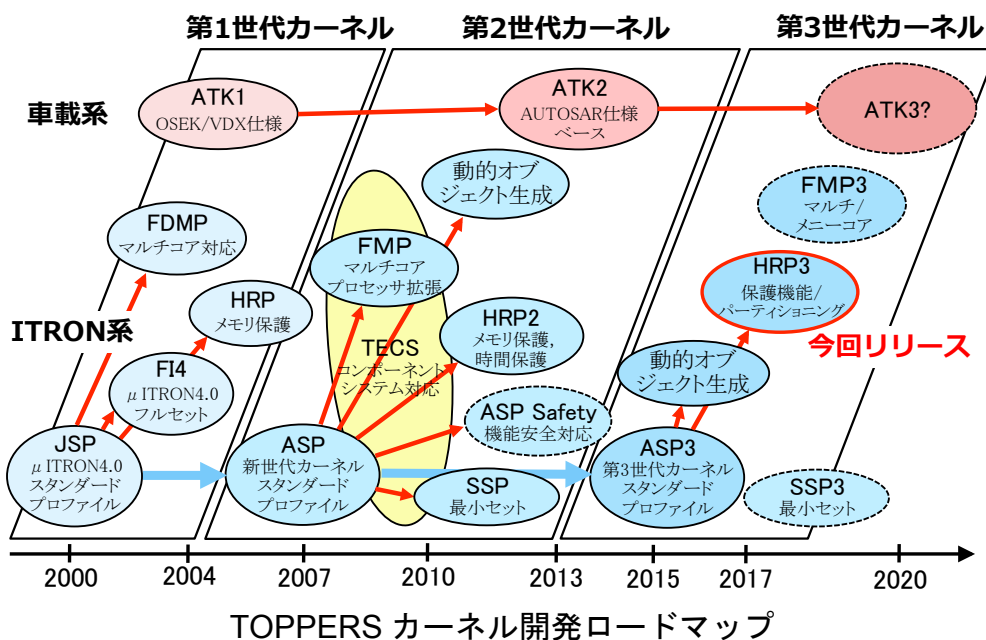 第1世代カーネル
第2世代カーネル
第3世代カーネル
車載系
ATK1
OSEK/VDX仕様
ATK2
AUTOSAR仕様
ベース
ATK3?
動的オブ
ジェクト生成
FMP3
マルチ/
メニーコア
FDMP
マルチコア対応
FMP
マルチコア
プロセッサ拡張
HRP3
保護機能/
パーティショニング
HRP
メモリ保護
ITRON系
TECS
コンポーネント
システム対応
HRP2
メモリ保護,
時間保護
今回リリース
FI4
μITRON4.0
フルセット
動的オブ
ジェクト生成
ASP Safety
機能安全対応
JSP
μITRON4.0
スタンダード
プロファイル
ASP
新世代カーネル
スタンダード
プロファイル
SSP
最小セット
ASP3
第3世代カーネル
スタンダード
プロファイル
SSP3
最小セット
2000
2004
2007
2010
2013
2015
2017
2020
TOPPERS カーネル開発ロードマップ